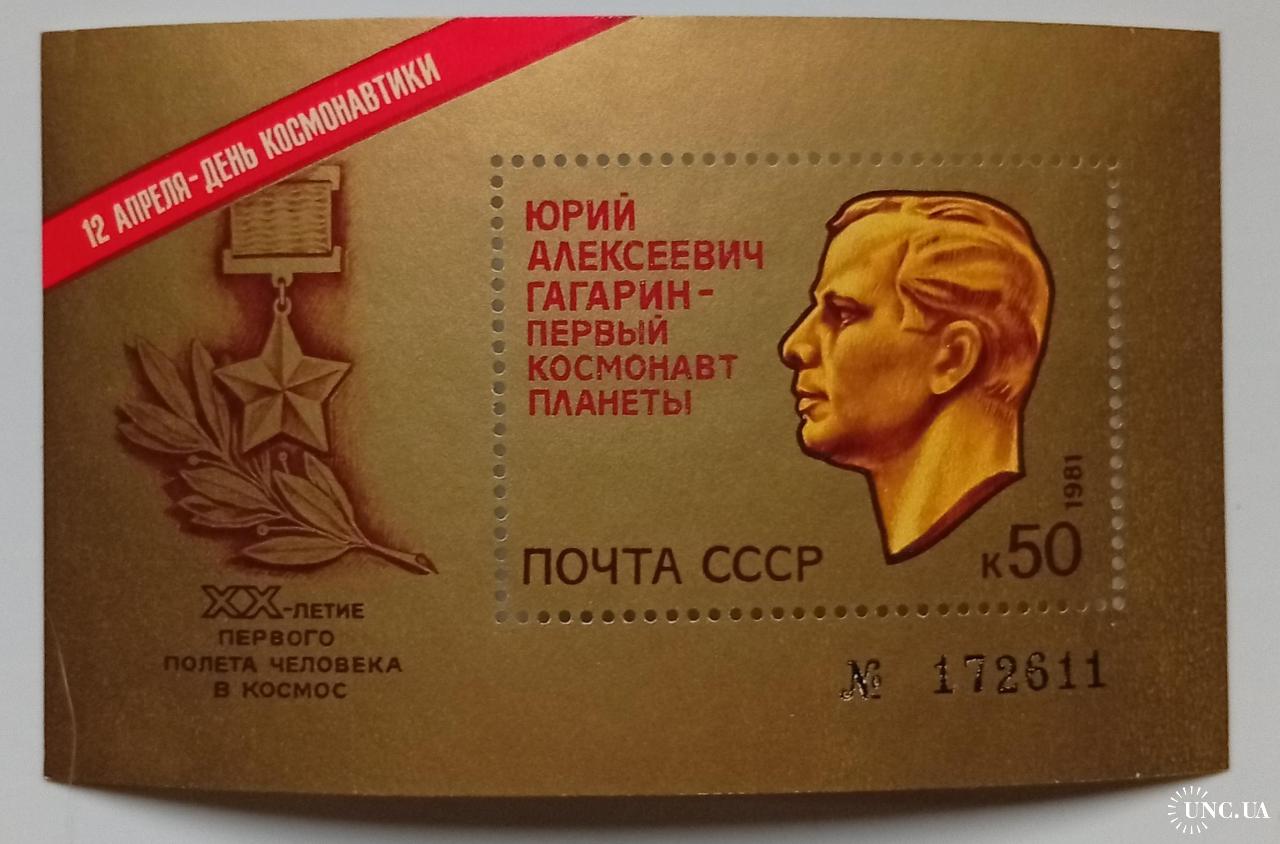 12 АПРЕЛЯ - ДЕНЬ КОСМОНАВТИКИ
ЮРИЙ
АЛЕКСЕЕВИЧ
ГАГАРИН -
ПЕРВЫЙ
КОСМОНАВТ
ПЛАНЕТЫ
1981
ПОЧТА СССР
к50
XX-ЛЕТИЕ
ПЕРВОГО
ПОЛЕТА ЧЕЛОВЕКА
В КОСМОС
№ 172611
UNC.UA